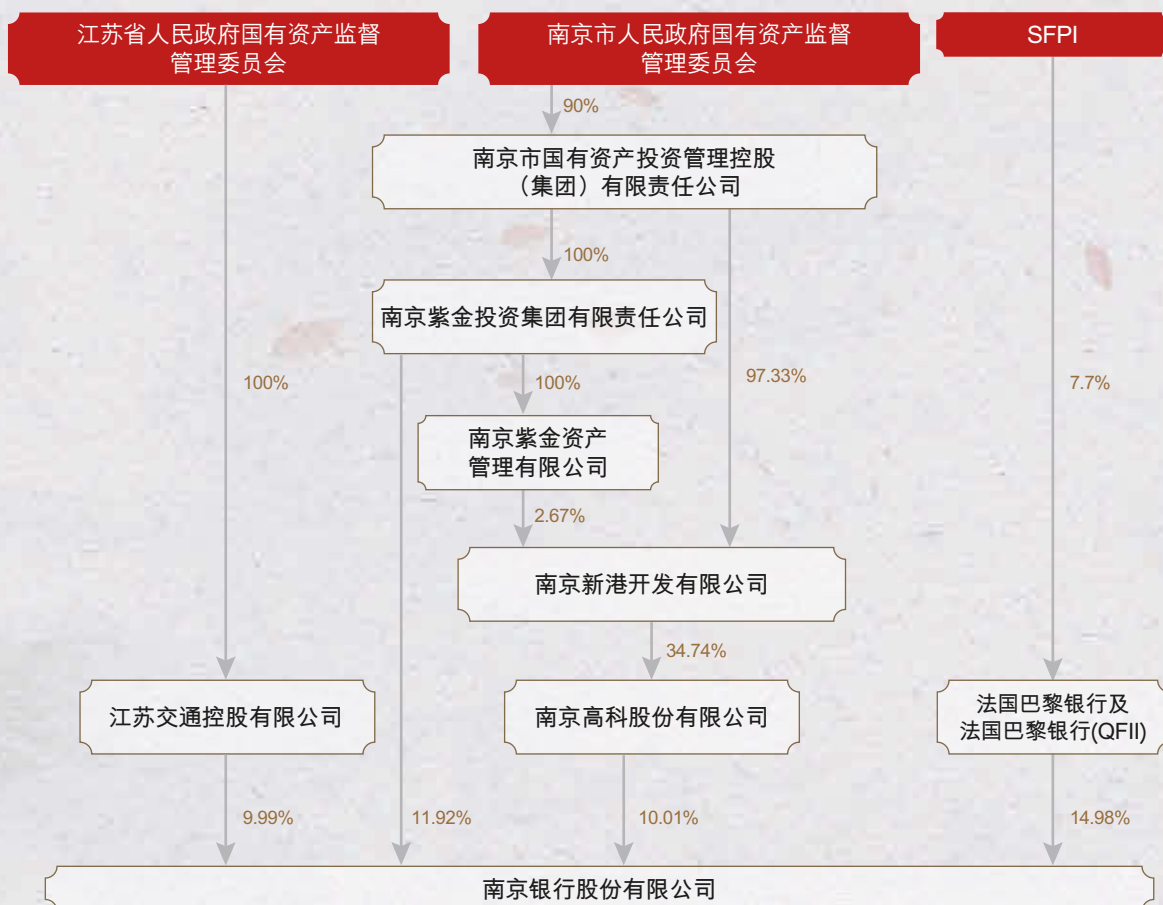 江苏省人民政府国有资产监督
管理委员会
南京市人民政府国有资产监督
管理委员会
SFPI
90%
南京市国有资产投资管理控股
（集团）有限责任公司
100%
南京紫金投资集团有限责任公司
100%
100%
97.33%
7.7%
南京紫金资产
管理有限公司
2.67%
南京新港开发有限公司
34.74%
江苏交通控股有限公司
南京高科股份有限公司
法国巴黎银行及
法国巴黎银行(QFII)
9.99%
11.92%
10.01%
14.98%
南京银行股份有限公司